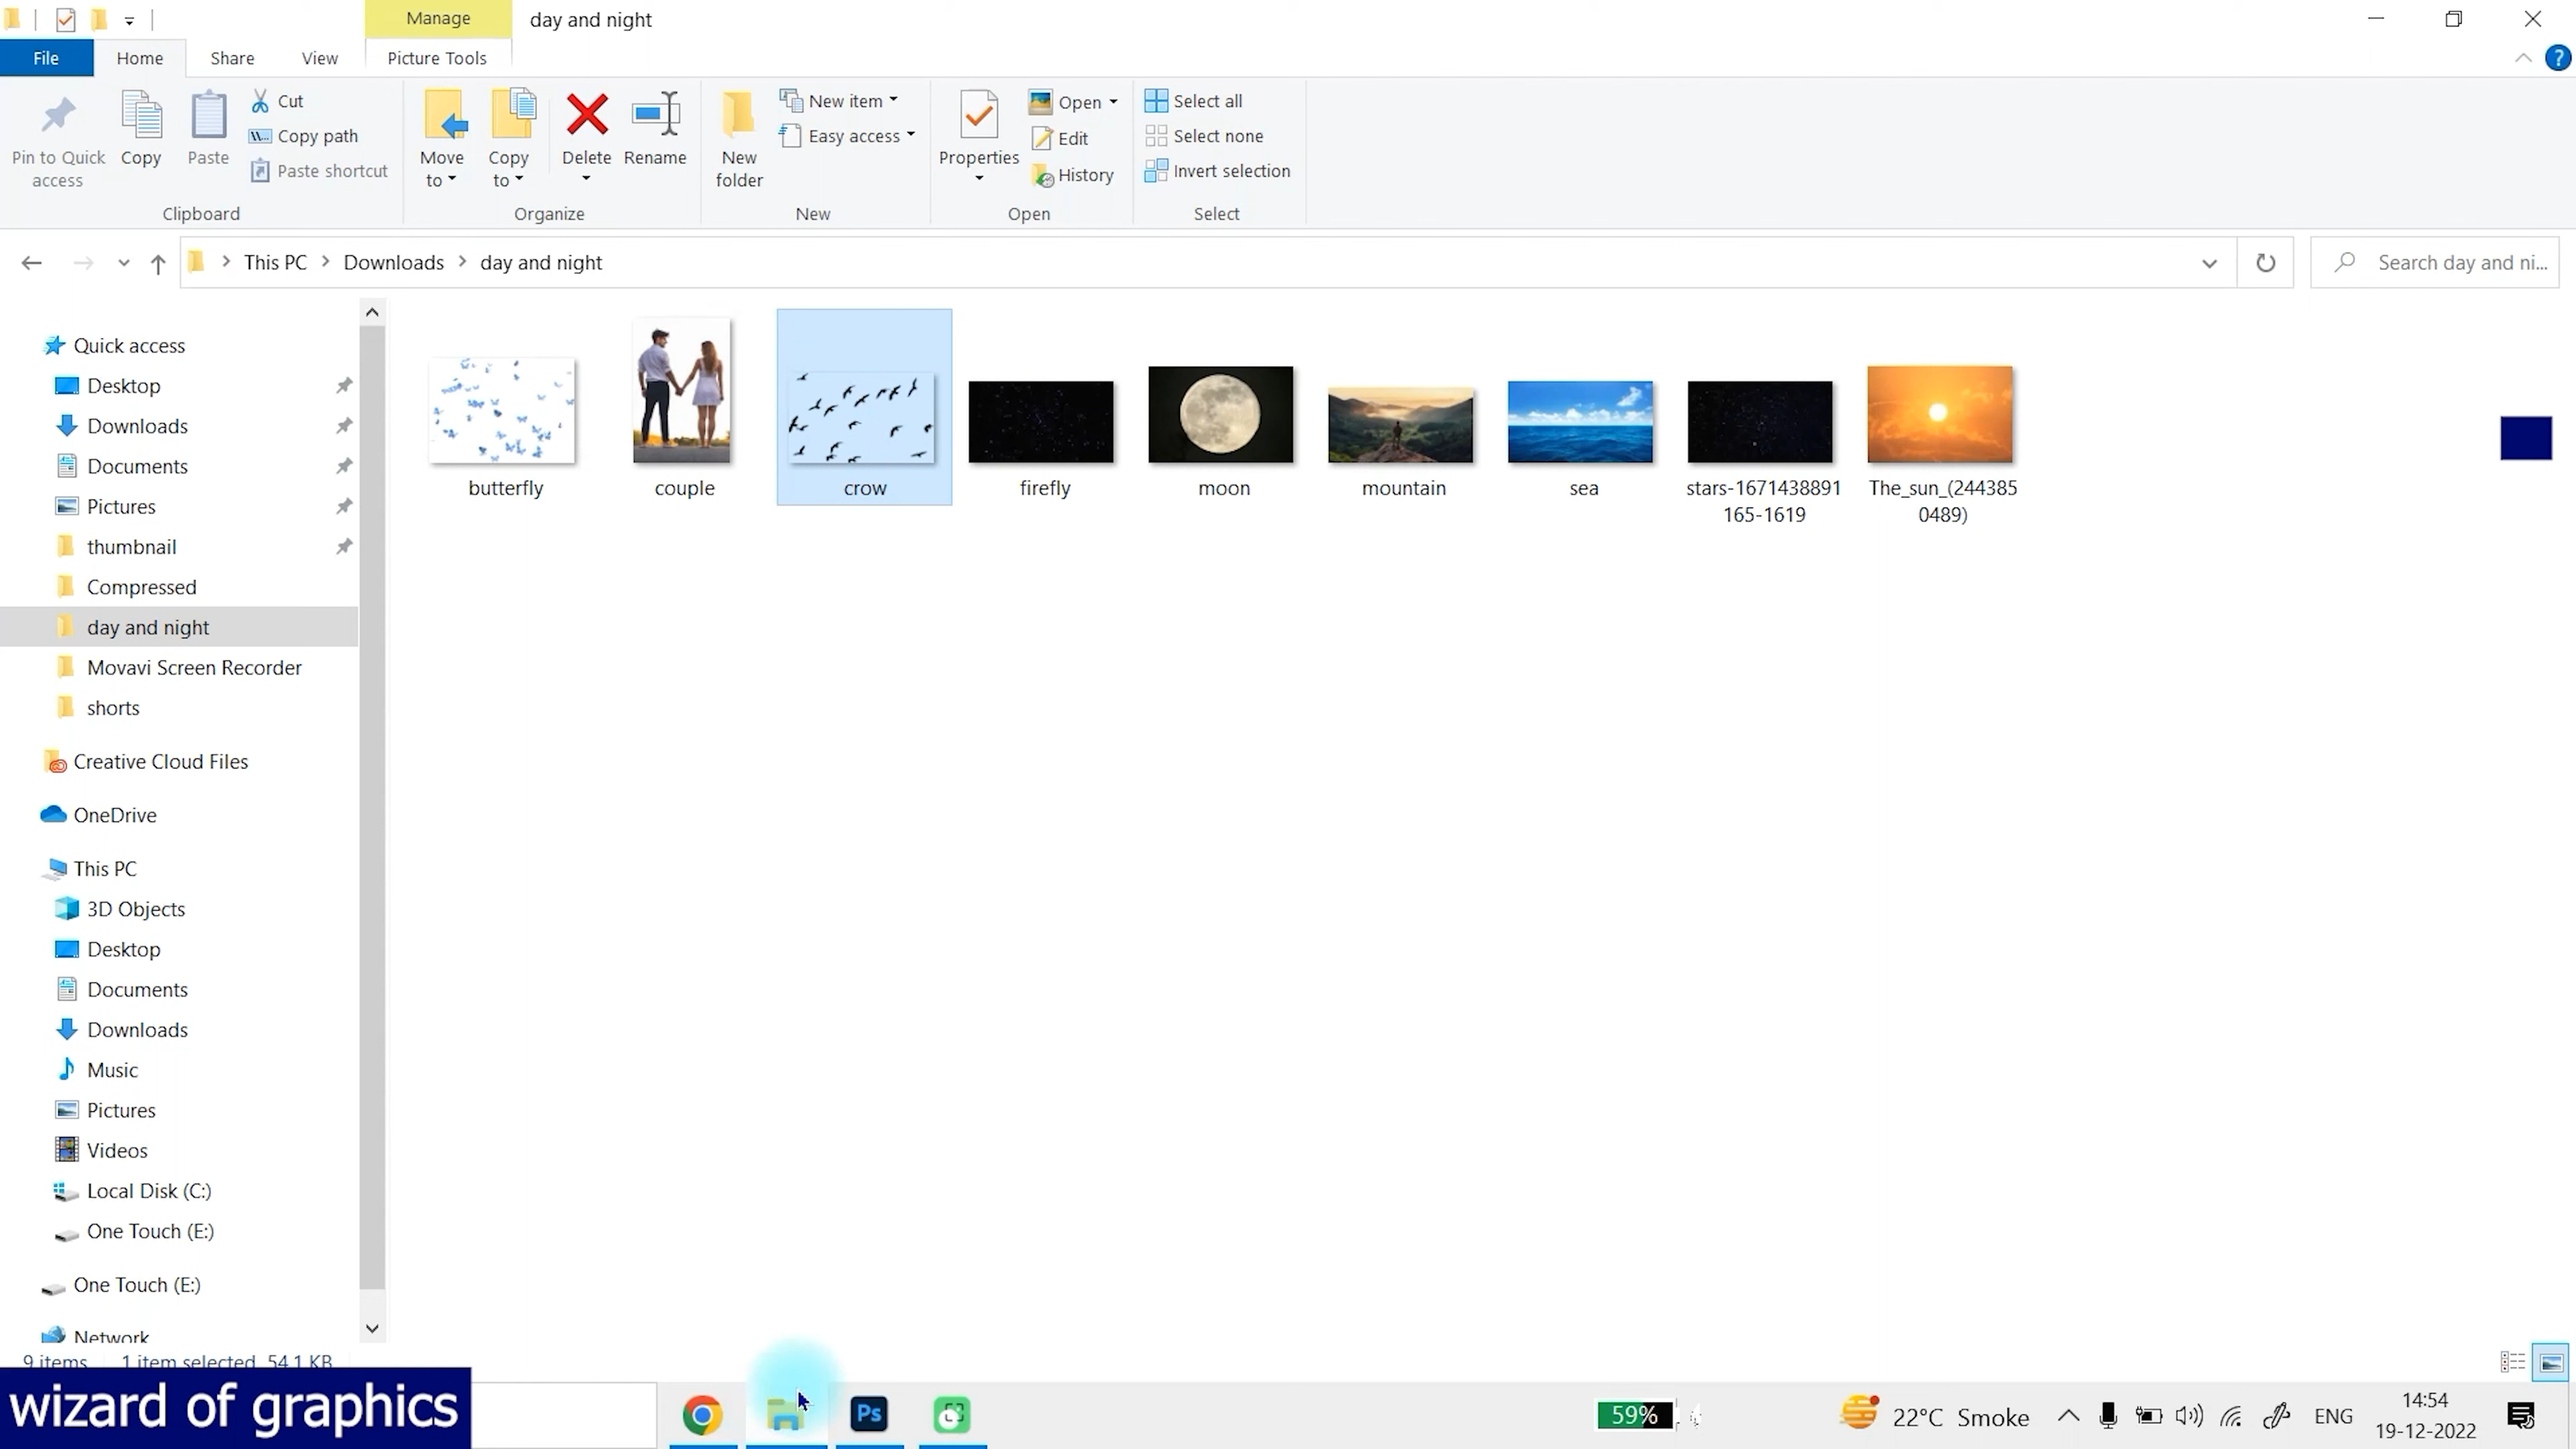 Manage
day and night
File
Home
Share
View
Picture Tools
Pin to Quick
access
Copy
Paste
Cut
Copy path
Paste shortcut
Clipboard
Move
to
Copy
to
Delete
Rename
Organize
New
folder
New item
Easy access
New
Properties
Open
Edit
History
Open
Select all
Select none
Invert selection
Select
This PC > Downloads > day and night
Search day and ni...
Quick access
Desktop
Downloads
Documents
Pictures
thumbnail
Compressed
day and night
Movavi Screen Recorder
shorts
Creative Cloud Files
OneDrive
This PC
3D Objects
Desktop
Documents
Downloads
Music
Pictures
Videos
Local Disk (C:)
One Touch (E:)
One Touch (E:)
Network
butterfly
couple
crow
firefly
moon
mountain
sea
stars-1671438891
165-1619
The_sun_(244385
0489)
9 items 1 item selected 54.1 KB
wizard of graphics
Ps
59%
22°C Smoke
ENG
14:54
19-12-2022